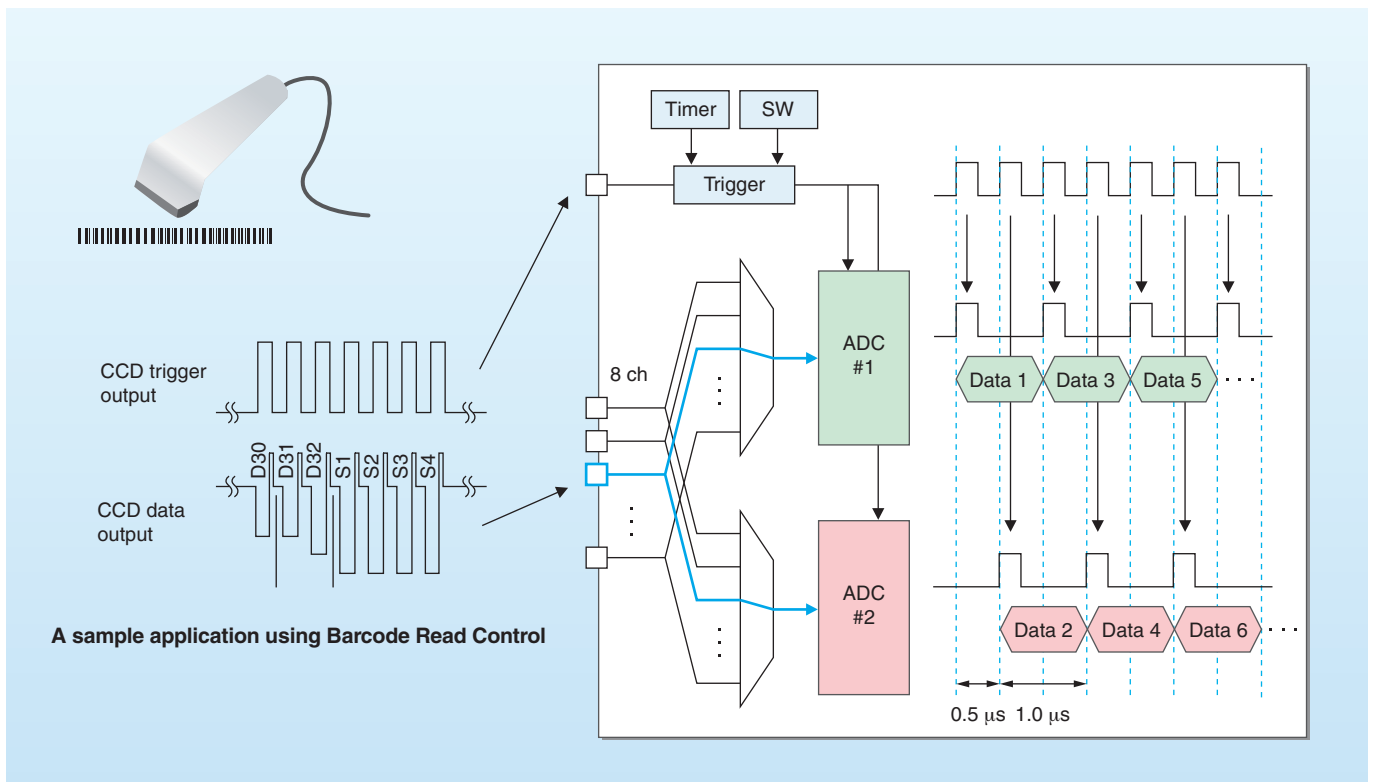 Timer
SW
Trigger
CCD trigger
output
8 ch
ADC
#1
Data 1
Data 3
Data 5
· · ·
D30
D31
D32
S1
S2
S3
S4
CCD data
output
ADC
#2
Data 2
Data 4
Data 6
· · ·
A sample application using Barcode Read Control
0.5 μs
1.0 μs